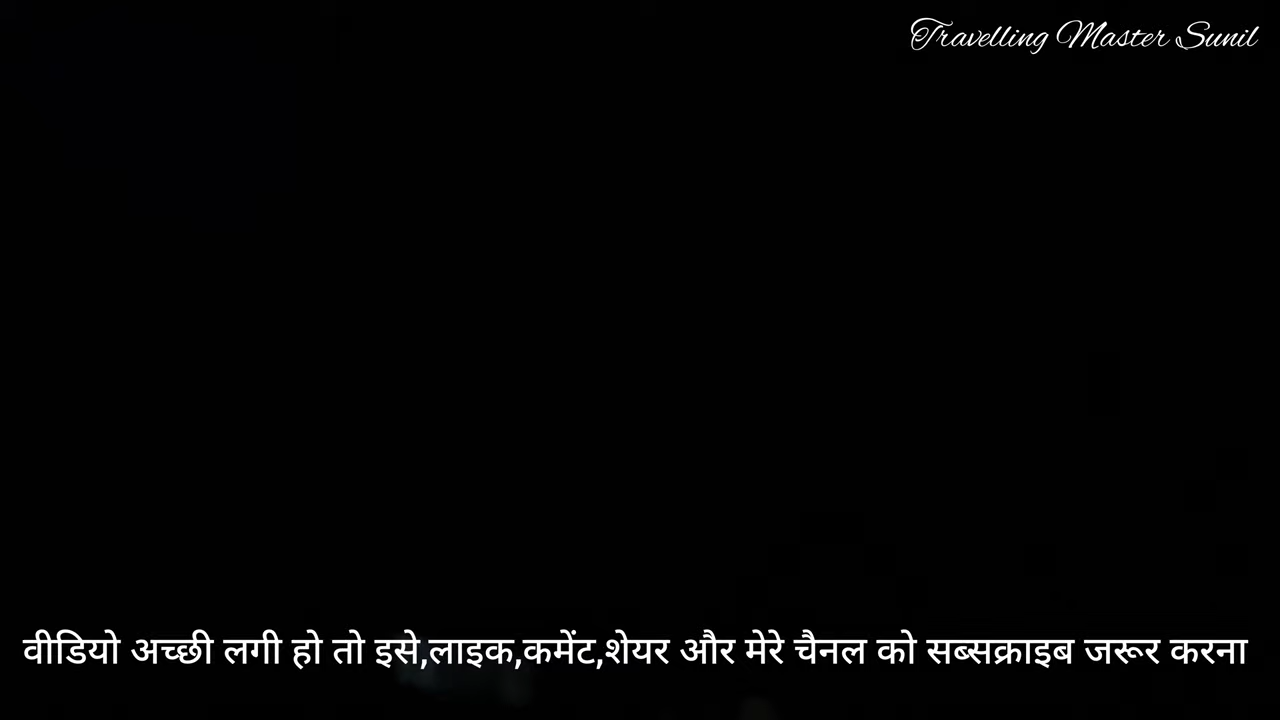 Travelling Master Sunil
वीडियो अच्छी लगी हो तो इसे,लाइक,कमेंट,शेयर और मेरे चैनल को सब्सक्राइब जरूर करना